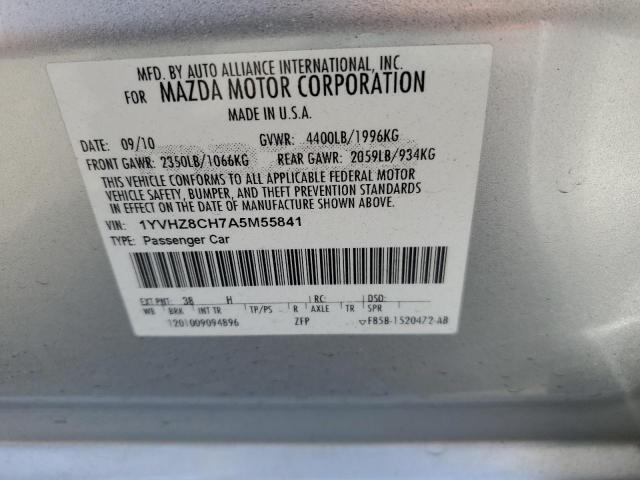 MFD. BY AUTO ALLIANCE INTERNATIONAL, INC.
FOR MAZDA MOTOR CORPORATION
MADE IN U.S.A.
DATE: 09/10 GVWR: 4400LB/1996KG
FRONT GAWR: 2350LB/1066KG REAR GAWR: 2059LB/934KG
THIS VEHICLE CONFORMS TO ALL APPLICABLE FEDERAL MOTOR
VEHICLE SAFETY, BUMPER, AND THEFT PREVENTION STANDARDS
IN EFFECT ON THE DATE OF MANUFACTURE SHOWN ABOVE.
VIN: 1YVHZ8CH7A5M55841
TYPE: Passenger Car
EXT PNT: 38 H RC: DSO:
WB BRK INT TR TP/PS R AXLE TR SPR
1201009094896 ZFP ▽F85B-1520472-AB